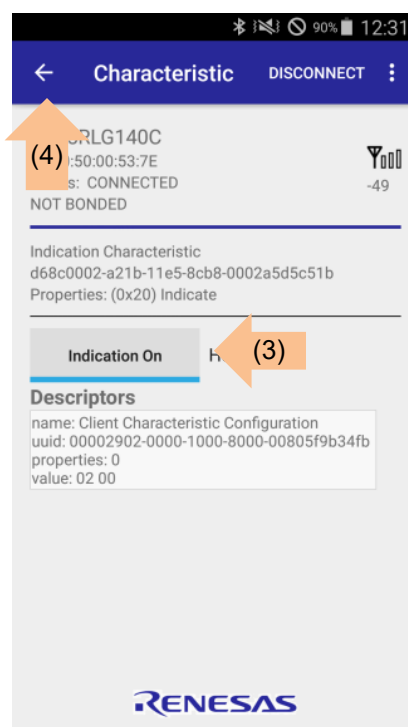 90% 12:31
Characteristic DISCONNECT
(4)
RLG140C
:50:00:53:7E
: CONNECTED
-49
NOT BONDED
Indication Characteristic
d68c0002-a21b-11e5-8cb8-0002a5d5c51b
Properties: (0x20) Indicate
Indication On
(3)
Descriptors
name: Client Characteristic Configuration
uuid: 00002902-0000-1000-8000-00805f9b34fb
properties: 0
value: 02 00
RENESAS